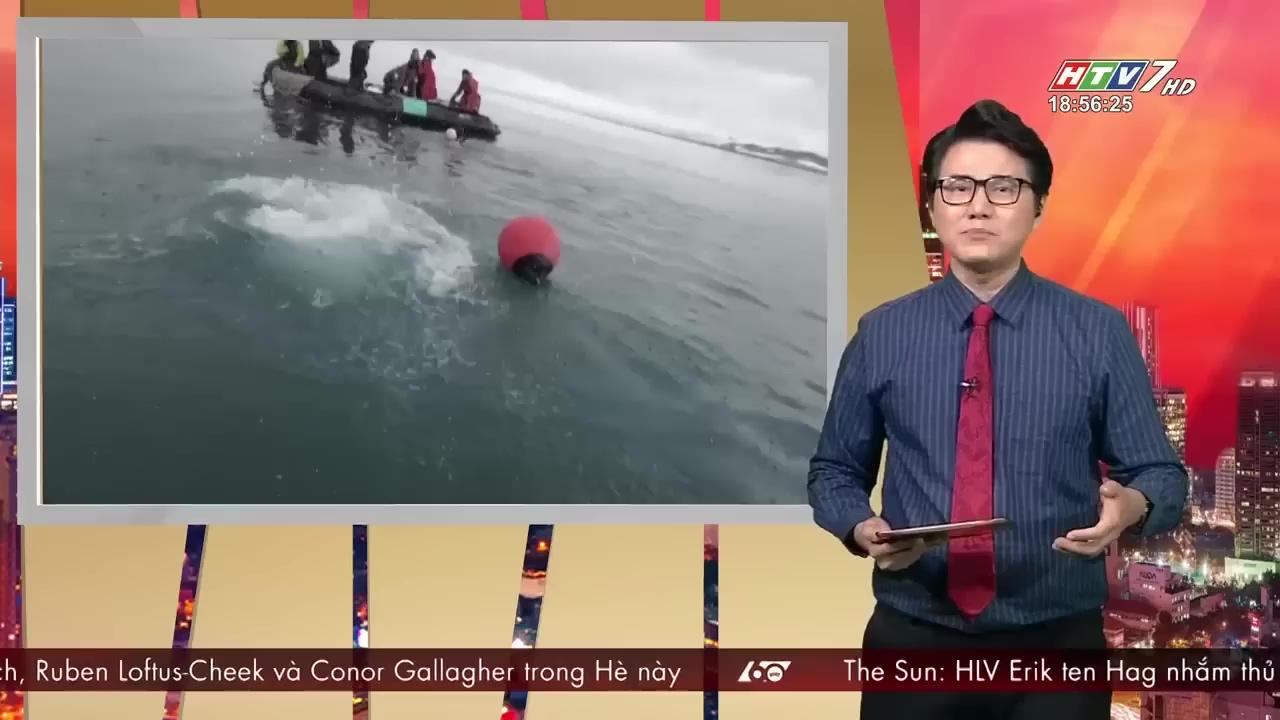 HTV7 HD
18:56:25
ch, Ruben Loftus-Cheek và Conor Gallagher trong Hè này
60
The Sun: HLV Erik ten Hag nhắm thủ